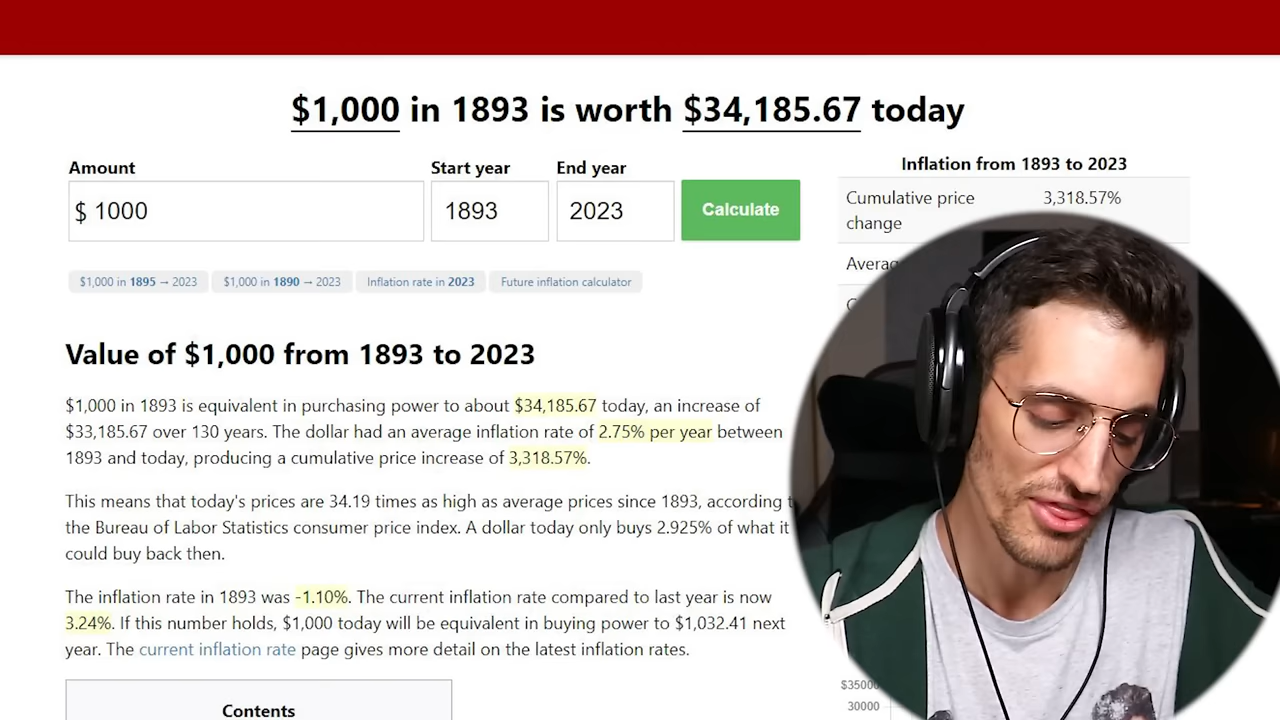 $1,000 in 1893 is worth $34,185.67 today
Amount
Start year
End year
$ 1000
1893
2023
Calculate
$1,000 in 1895 → 2023
$1,000 in 1890 → 2023
Inflation rate in 2023
Future inflation calculator
Inflation from 1893 to 2023
Cumulative price change
3,318.57%
Value of $1,000 from 1893 to 2023
$1,000 in 1893 is equivalent in purchasing power to about $34,185.67 today, an increase of
$33,185.67 over 130 years. The dollar had an average inflation rate of 2.75% per year between
1893 and today, producing a cumulative price increase of 3,318.57%.
This means that today's prices are 34.19 times as high as average prices since 1893, according
the Bureau of Labor Statistics consumer price index. A dollar today only buys 2.925% of what it
could buy back then.
The inflation rate in 1893 was -1.10%. The current inflation rate compared to last year is now
3.24%. If this number holds, $1,000 today will be equivalent in buying power to $1,032.41 next
year. The current inflation rate page gives more detail on the latest inflation rates.
Contents
$35000
30000